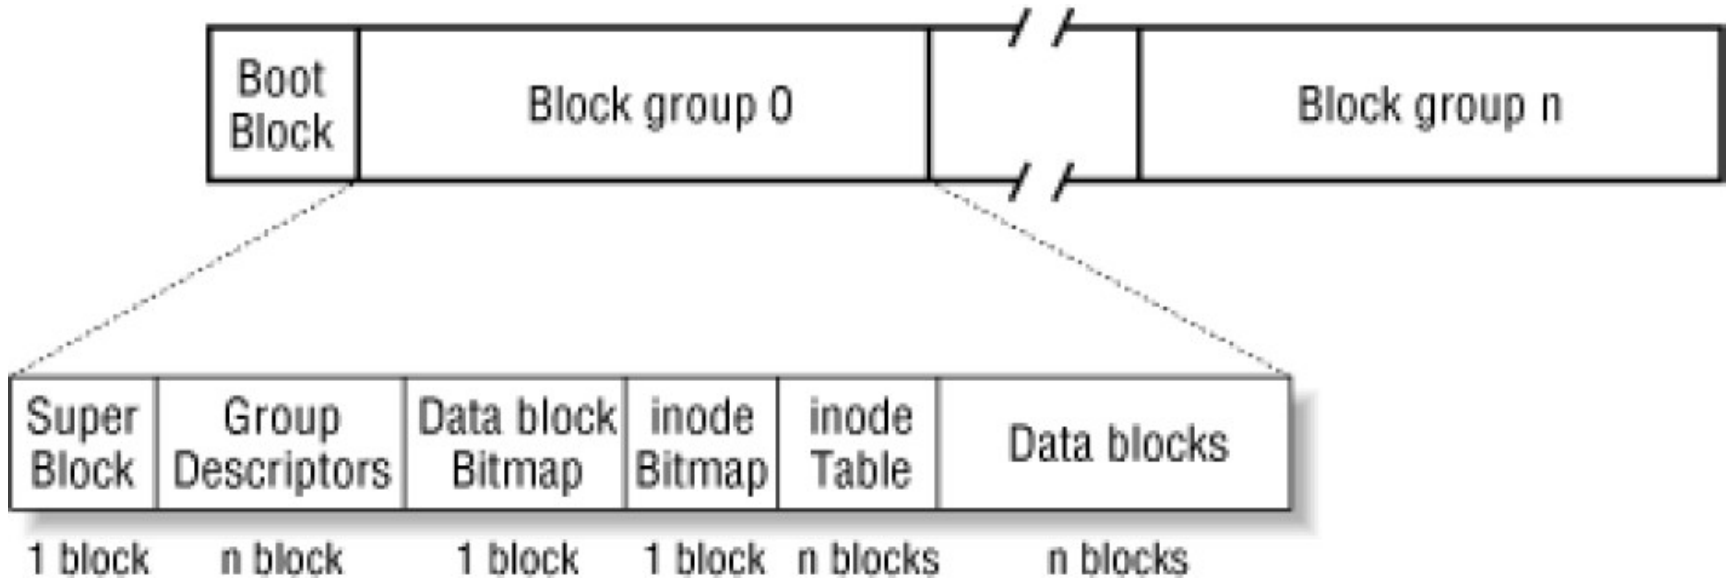 Boot
Block
Block group 0
Block group n
Super
Block
Group
Descriptors
Data block
Bitmap
inode
Bitmap
inode
Table
Data blocks
1 block
n block
1 block
1 block
n blocks
n blocks